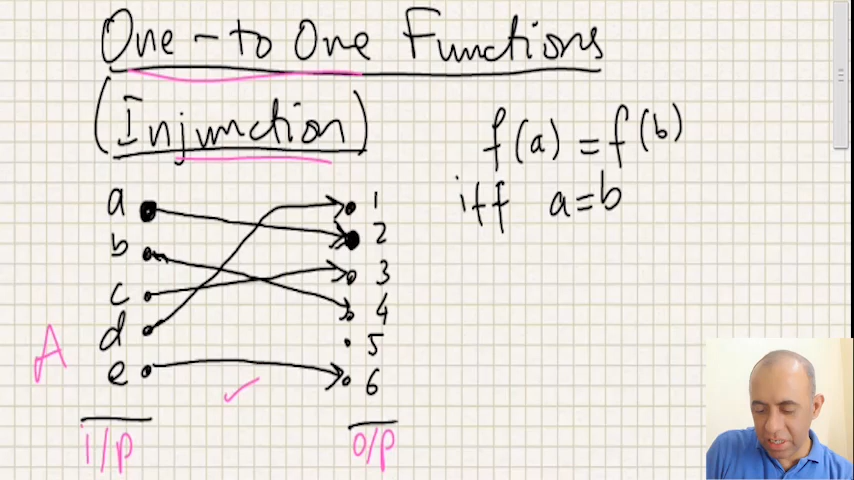 One-to One Functions
(Injunction)
f(a) = f(b)
iff a=b
a 1
b 2
c 3
d 4
e 5
6
A
i/p o/p